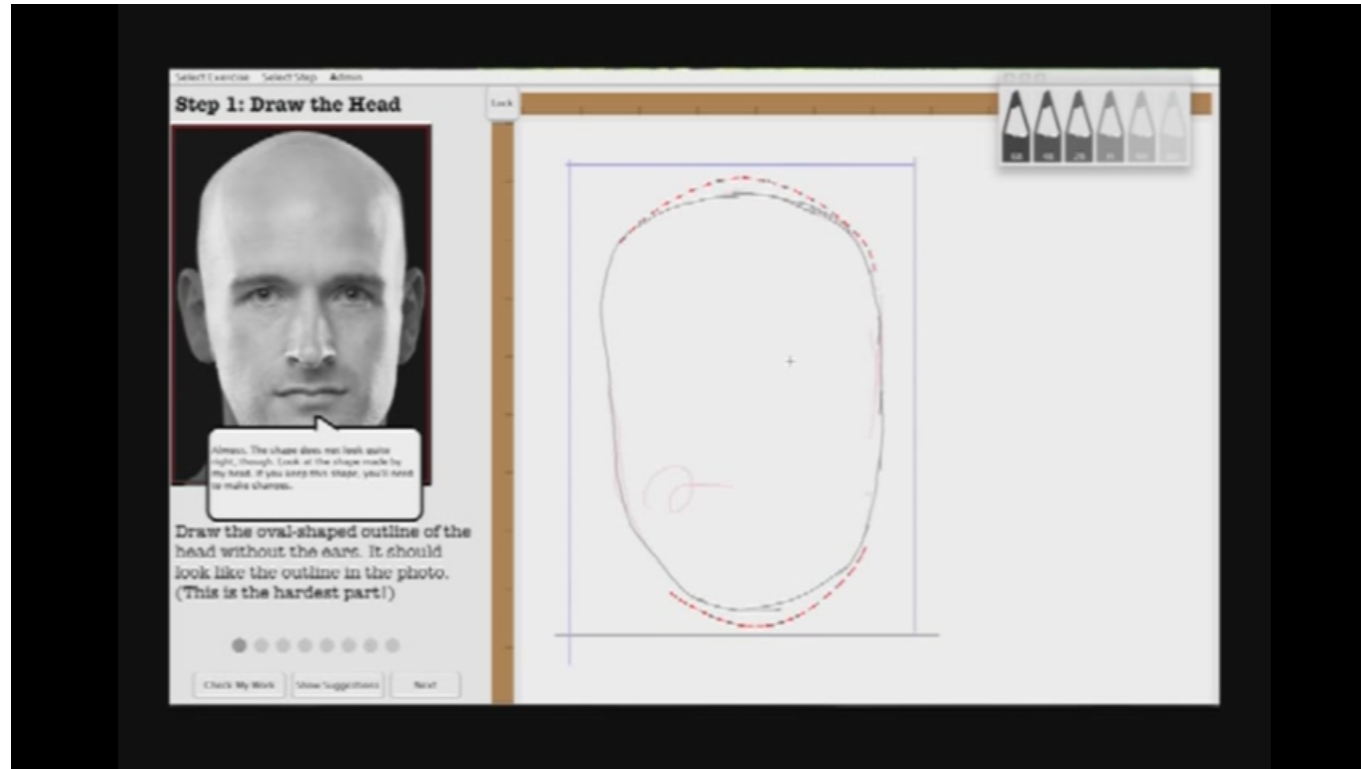 Select Exercise Select Step Admin
Step 1: Draw the Head
Lock
Almost. The shape does not look quite
right, though. Look at the shape made by
my head. If you keep this shape, you'll need
to make changes.
Draw the oval-shaped outline of the
head without the ears. It should
look like the outline in the photo.
(This is the hardest part!)
Check My Work Show Suggestions Next